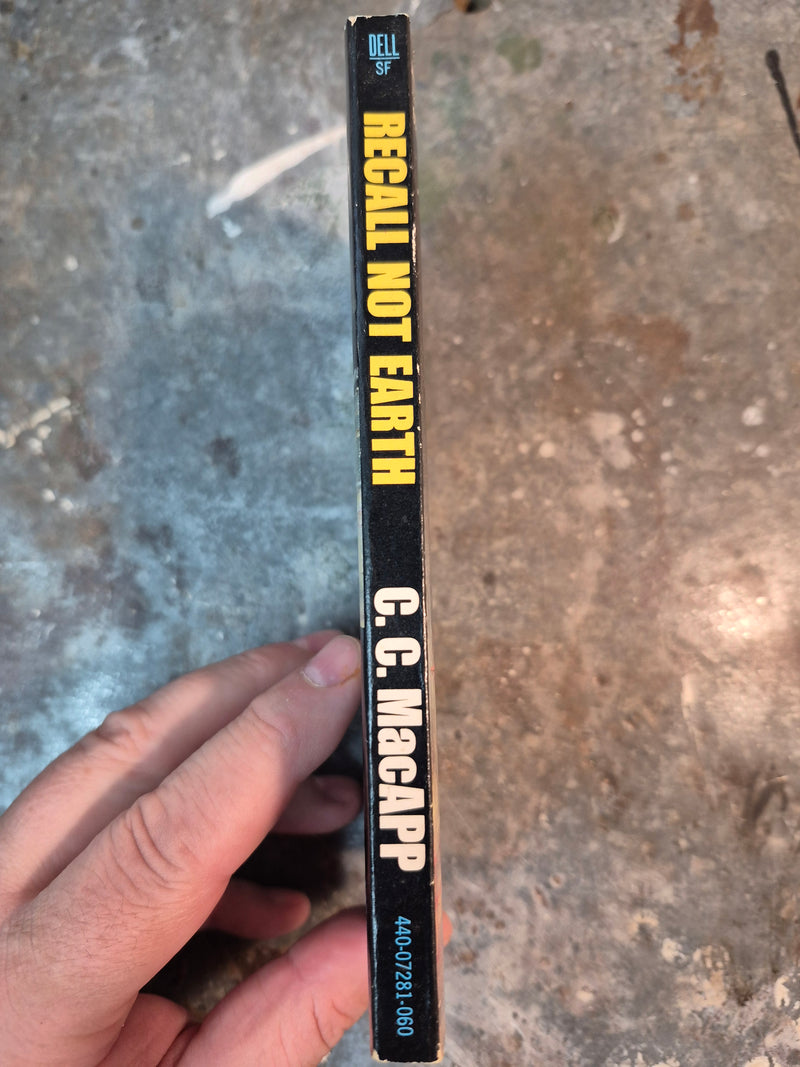 DELL
SF
RECALL NOT EARTH
C. C. MacAPP
440-07281-060